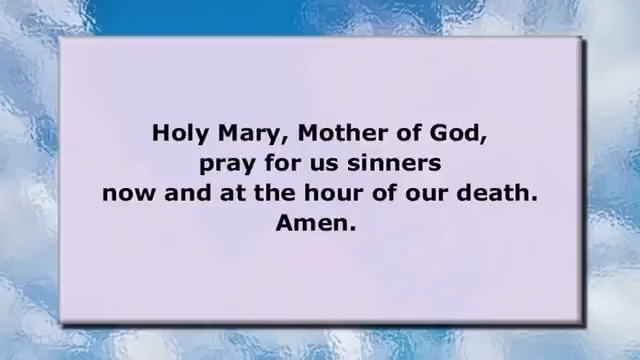 Holy Mary, Mother of God,
pray for us sinners
now and at the hour of our death.
Amen.